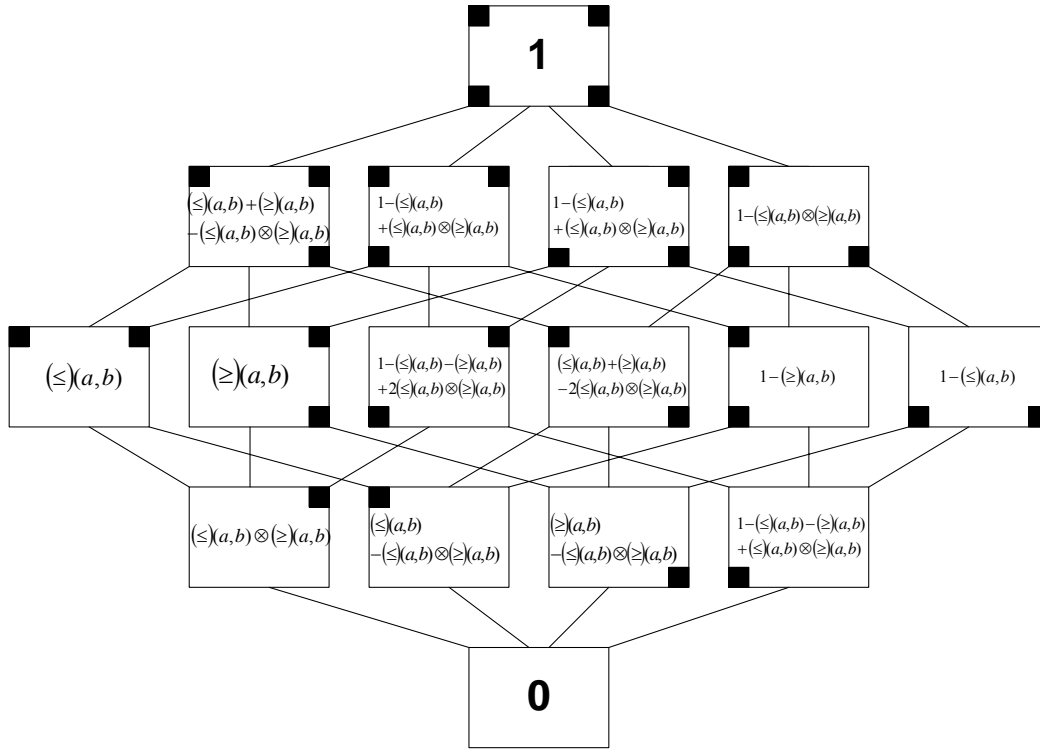 1
(≤)(a,b)+(≥)(a,b)
−(≤)(a,b)⊗(≥)(a,b)
1−(≤)(a,b)
+(≤)(a,b)⊗(≥)(a,b)
1−(≤)(a,b)
+(≤)(a,b)⊗(≥)(a,b)
1−(≤)(a,b)⊗(≥)(a,b)
(≤)(a,b)
(≥)(a,b)
1−(≤)(a,b)−(≥)(a,b)
+2(≤)(a,b)⊗(≥)(a,b)
(≤)(a,b)+(≥)(a,b)
−2(≤)(a,b)⊗(≥)(a,b)
1−(≥)(a,b)
1−(≤)(a,b)
(≤)(a,b)⊗(≥)(a,b)
(≤)(a,b)
−(≤)(a,b)⊗(≥)(a,b)
(≥)(a,b)
−(≤)(a,b)⊗(≥)(a,b)
1−(≤)(a,b)−(≥)(a,b)
+(≤)(a,b)⊗(≥)(a,b)
0